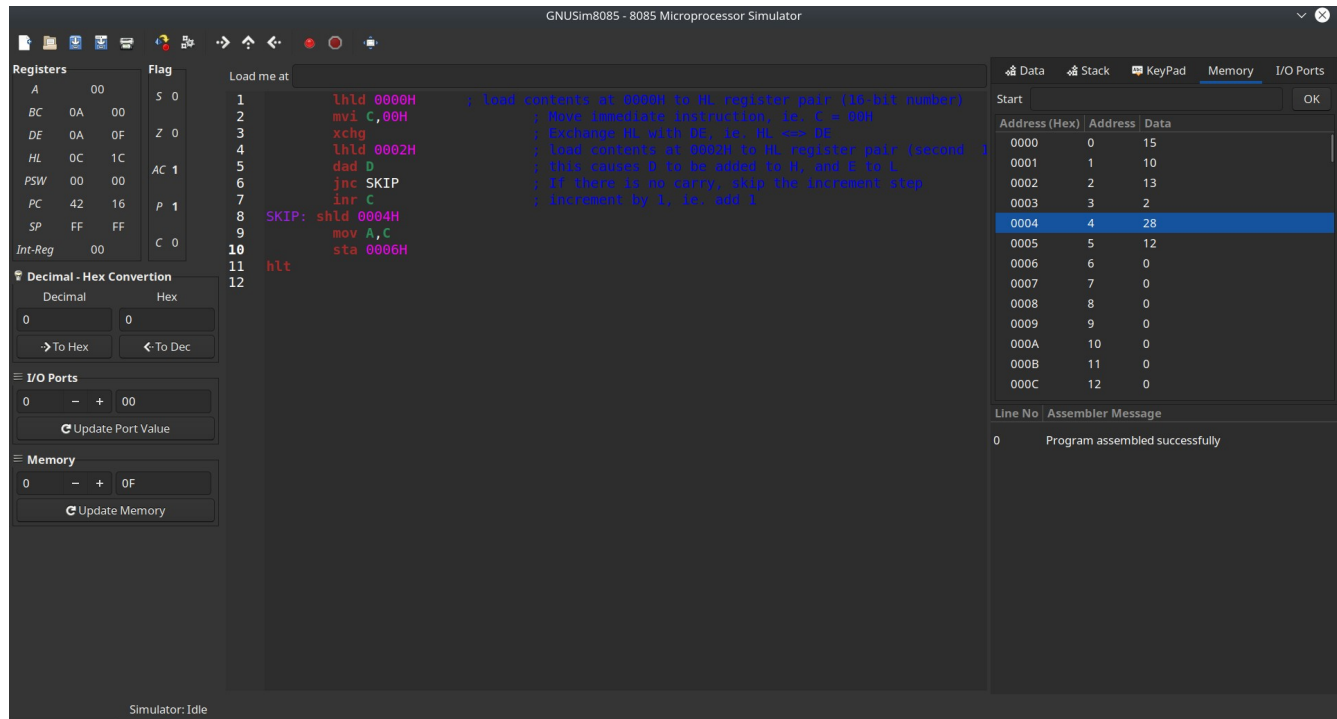 GNUSim8085 - 8085 Microprocessor Simulator
Registers
A 00
BC 0A 00
DE 0A 0F
HL 0C 1C
PSW 00 00
PC 42 16
SP FF FF
Int-Reg 00
Flag
S 0
Z 0
AC 1
P 1
C 0
Decimal - Hex Convertion
Decimal Hex
0 0
To Hex To Dec
I/O Ports
0 - + 00
Update Port Value
Memory
0 - + 0F
Update Memory
Load me at
1 lhld 0000H ; load contents at 0000H to HL register pair (16-bit number)
2 mvi C,00H ; Move immediate instruction, ie. C = 00H
3 xchg ; Exchange HL with DE, ie. HL <=> DE
4 lhld 0002H ; load contents at 0002H to HL register pair (second 1
5 dad D ; this causes D to be added to H, and E to L
6 jnc SKIP ; If there is no carry, skip the increment step
7 inr C ; increment by 1, ie. add 1
8 SKIP: shld 0004H
9 mov A,C
10 sta 0006H
11 hlt
12
Data Stack KeyPad Memory I/O Ports
Start OK
Address (Hex) Address Data
0000 0 15
0001 1 10
0002 2 13
0003 3 2
0004 4 28
0005 5 12
0006 6 0
0007 7 0
0008 8 0
0009 9 0
000A 10 0
000B 11 0
000C 12 0
Line No Assembler Message
0 Program assembled successfully
Simulator: Idle